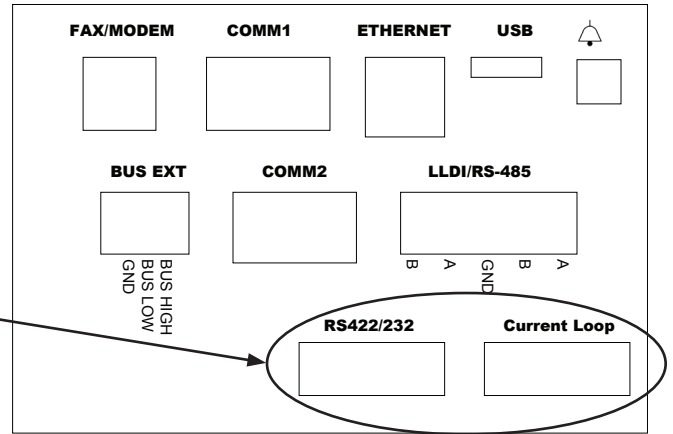 FAX/MODEM COMM1 ETHERNET USB
BUS EXT COMM2 LLDI/RS-485
GND
BUS LOW
BUS HIGH
B A GND B A
RS422/232 Current Loop